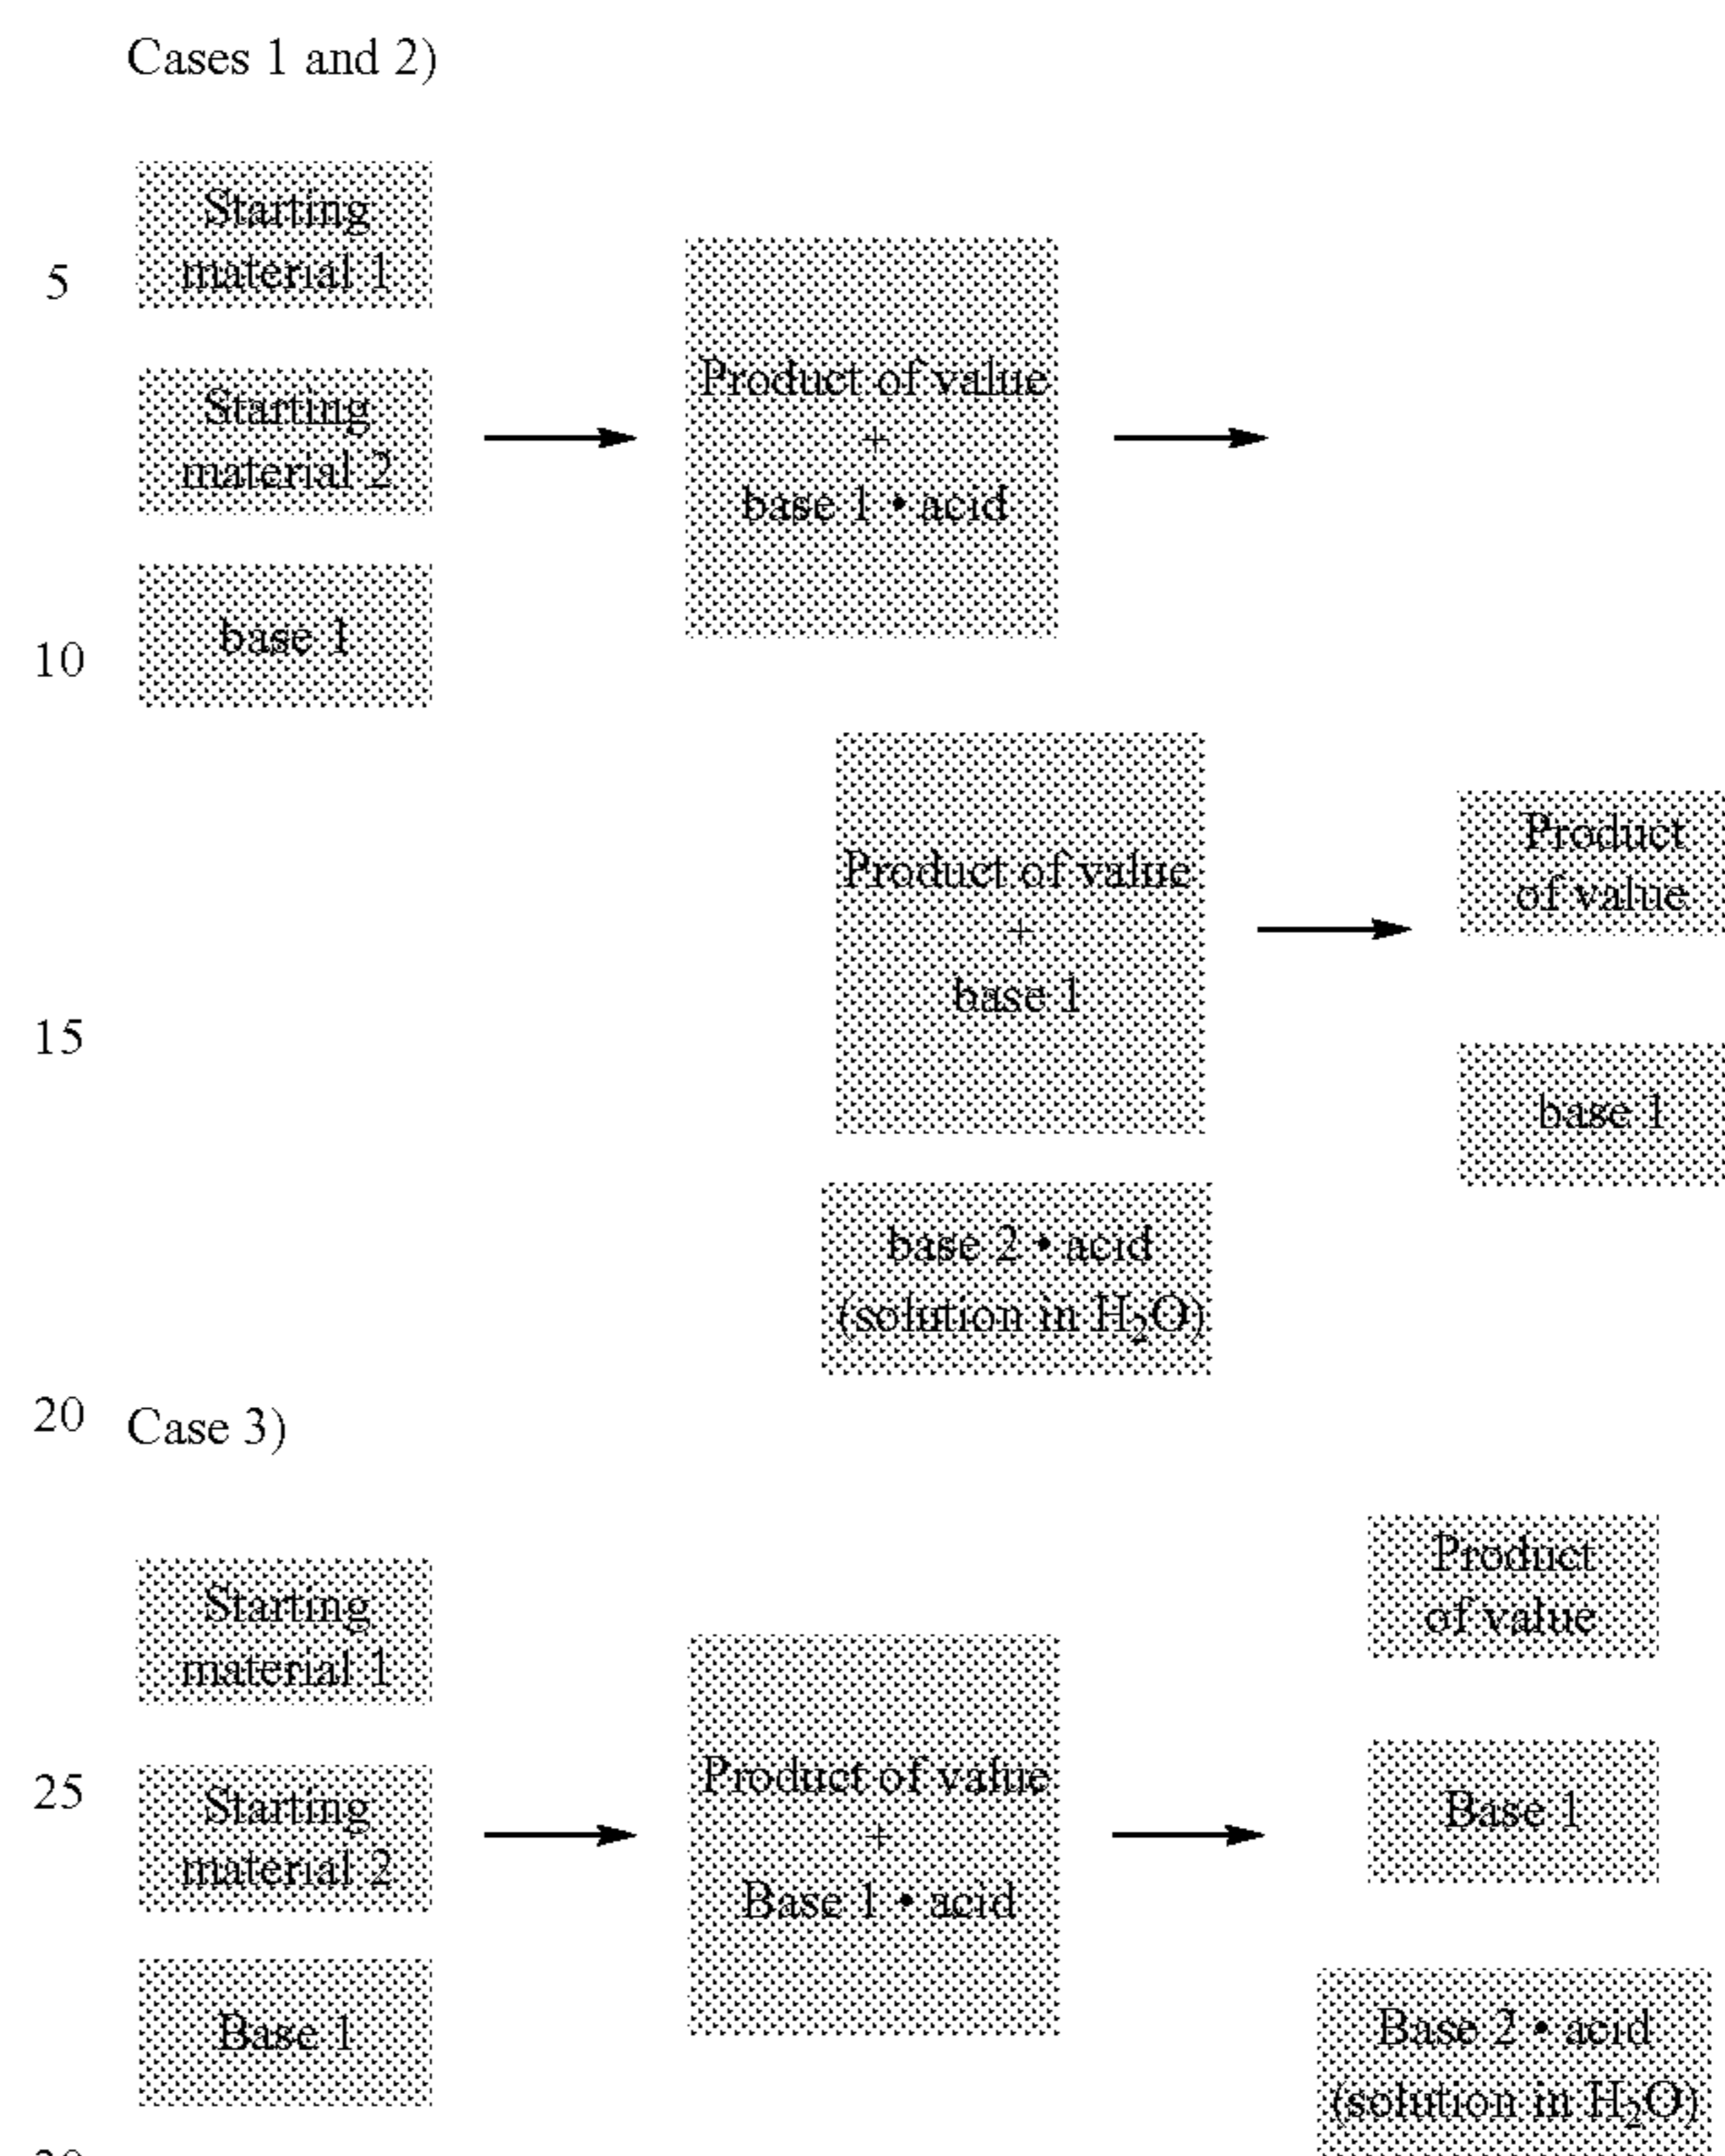 Cases 1 and 2)
Starting
material 1
5
Starting
material 2
Product of value
+
base 1 • acid
base 1
10
Product of value
+
base 1
Product
of value
15
base 1
base 2 • acid
(solution in H₂O)
20
Case 3)
Starting
material 1
Product
of value
25
Starting
material 2
Product of value
+
Base 1 • acid
Base 1
Base 1
Base 2 • acid
(solution in H₂O)